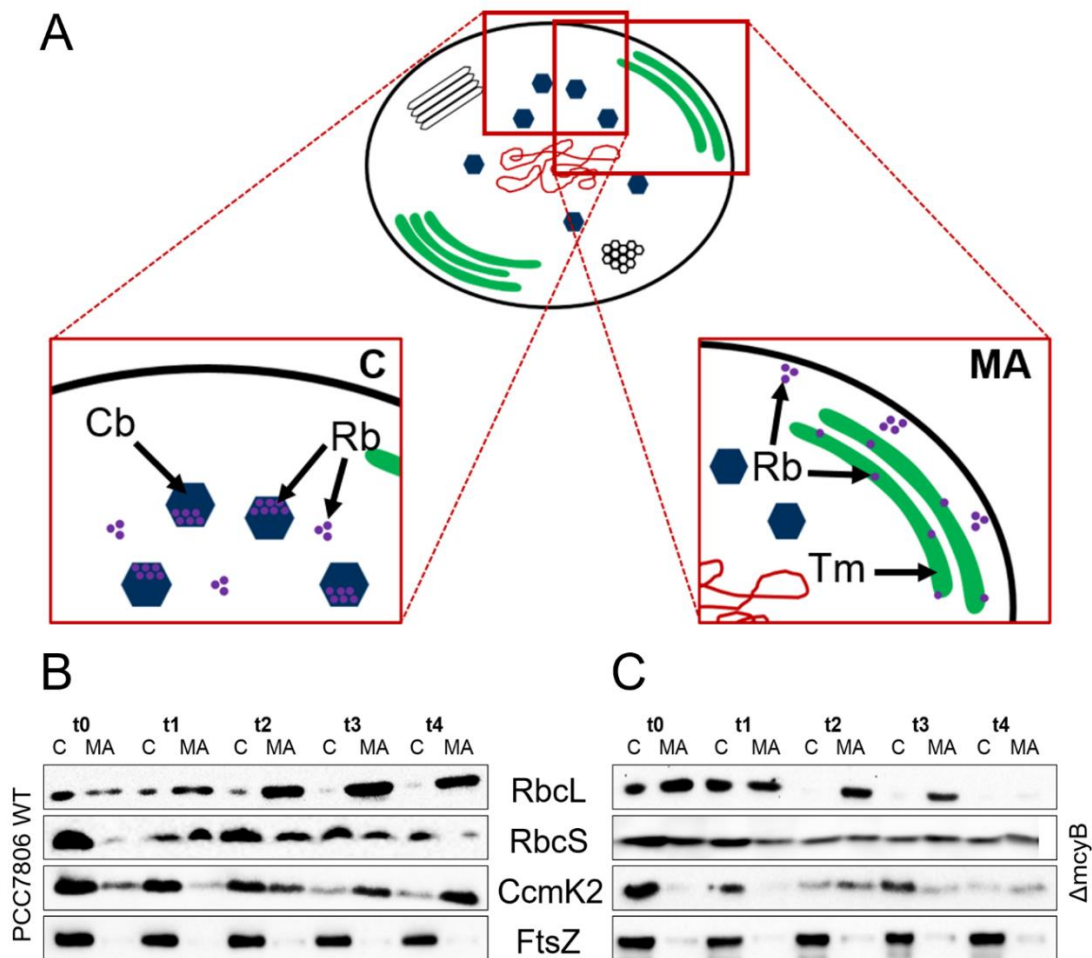 A
C
Cb
Rb
MA
Rb
Tm
B
C
t0 t1 t2 t3 t4
C MA C MA C MA C MA C MA
t0 t1 t2 t3 t4
C MA C MA C MA C MA C MA
PCC7806 WT
RbcL
RbcS
CcmK2
FtsZ
ΔmcyB